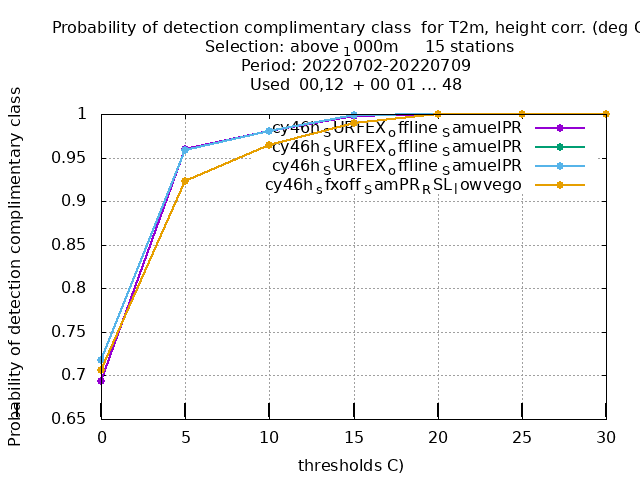 Probability of detection complimentary class for T2m, height corr. (deg C
Selection: above 1000m 15 stations
Period: 20220702-20220709
Used 00,12 + 00 01 ... 48
Probability of detection complimentary class
1
0.95
0.9
0.85
0.8
0.75
0.7
0.65
cy46hSURFEXofflineSamuelPR
cy46hSURFEXofflineSamuelPR
cy46hSURFEXofflineSamuelPR
cy46hsfxoffSamPRRSLlowvego
0 5 10 15 20 25 30
thresholds C)